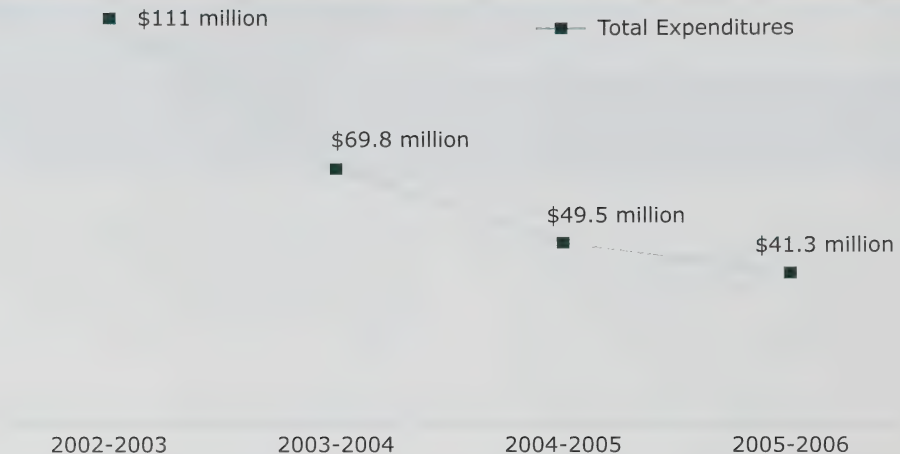 $111 million
Total Expenditures
$69.8 million
$49.5 million
$41.3 million
2002-2003
2003-2004
2004-2005
2005-2006